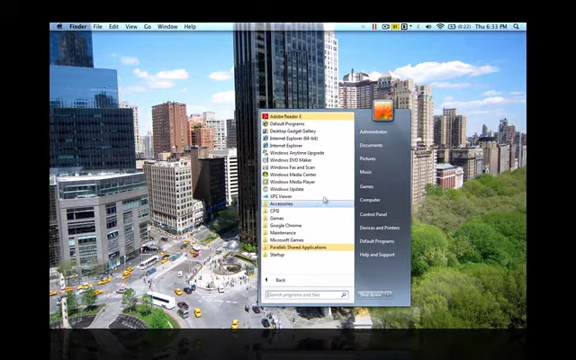 Finder File Edit View Go Window Help
(0:22) Thu 6:33 PM
Adobe Reader X
Default Programs
Desktop Gadget Gallery
Internet Explorer (64-bit)
Internet Explorer
Windows Anytime Upgrade
Windows DVD Maker
Windows Fax and Scan
Windows Media Center
Windows Media Player
Windows Update
XPS Viewer
Accessories
Games
Google Chrome
Maintenance
Microsoft Games
Parallels Shared Applications
Startup
Back
Search programs and files
Administrator
Documents
Pictures
Music
Games
Computer
Control Panel
Devices and Printers
Default Programs
Help and Support
Shut down